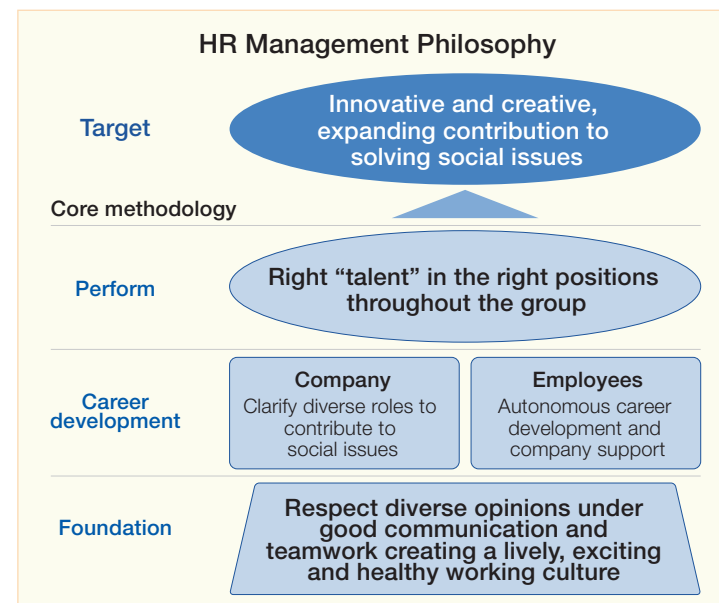 HR Management Philosophy
Target
Innovative and creative,
expanding contribution to
solving social issues
Core methodology
Perform
Right “talent” in the right positions
throughout the group
Career
development
Company
Clarify diverse roles to
contribute to
social issues
Employees
Autonomous career
development and
company support
Foundation
Respect diverse opinions under
good communication and
teamwork creating a lively, exciting
and healthy working culture